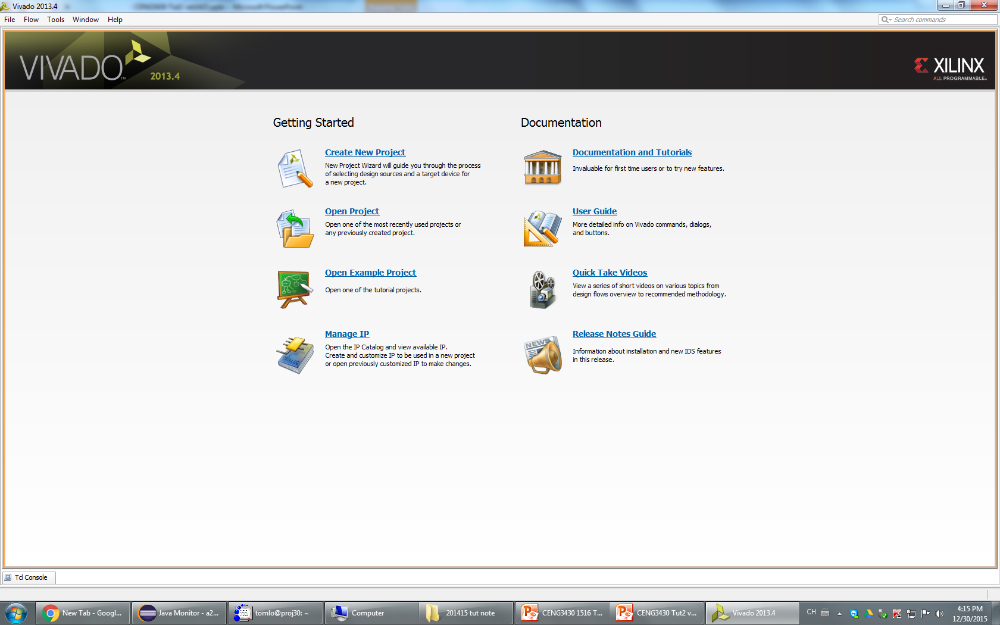 Vivado 2013.4
File Flow Tools Window Help
Search commands
VIVADO™
2013.4
XILINX
ALL PROGRAMMABLE™
Getting Started
Create New Project
New Project Wizard will guide you through the process
of selecting design sources and a target device for
a new project.
Open Project
Open one of the most recently used projects or
any previously created project.
Open Example Project
Open one of the tutorial projects.
Manage IP
CATALOG
Open the IP Catalog and view available IP.
Create and customize IP to be used in a new project
or open previously customized IP to make changes.
Documentation
Documentation and Tutorials
Invaluable for first time users or to try new features.
User Guide
More detailed info on Vivado commands, dialogs,
and buttons.
Quick Take Videos
View a series of short videos on various topics from
design flows overview to recommended methodology.
Release Notes Guide
NEWS
Information about installation and new IDS features
in this release.
Tcl Console
New Tab - Googl...
Java Monitor - a2...
tomlo@proj30: ~
Computer
201415 tut note
CENG3430 1516 T...
CENG3430 Tut2 v...
Vivado 2013.4
CH
4:15 PM
12/30/2015